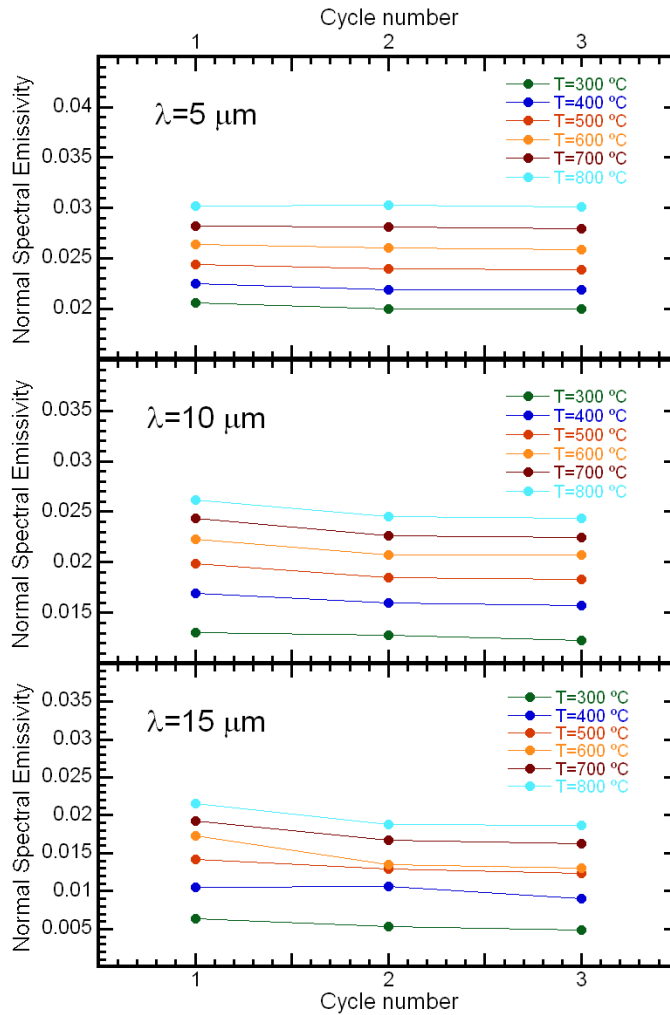 Cycle number
1 2 3
Normal Spectral Emissivity
λ=5 μm
0.04
0.035
0.03
0.025
0.02
T=300 ºC
T=400 ºC
T=500 ºC
T=600 ºC
T=700 ºC
T=800 ºC
Normal Spectral Emissivity
λ=10 μm
0.035
0.03
0.025
0.02
0.015
T=300 ºC
T=400 ºC
T=500 ºC
T=600 ºC
T=700 ºC
T=800 ºC
Normal Spectral Emissivity
λ=15 μm
0.035
0.03
0.025
0.02
0.015
0.01
0.005
T=300 ºC
T=400 ºC
T=500 ºC
T=600 ºC
T=700 ºC
T=800 ºC
1 2 3
Cycle number